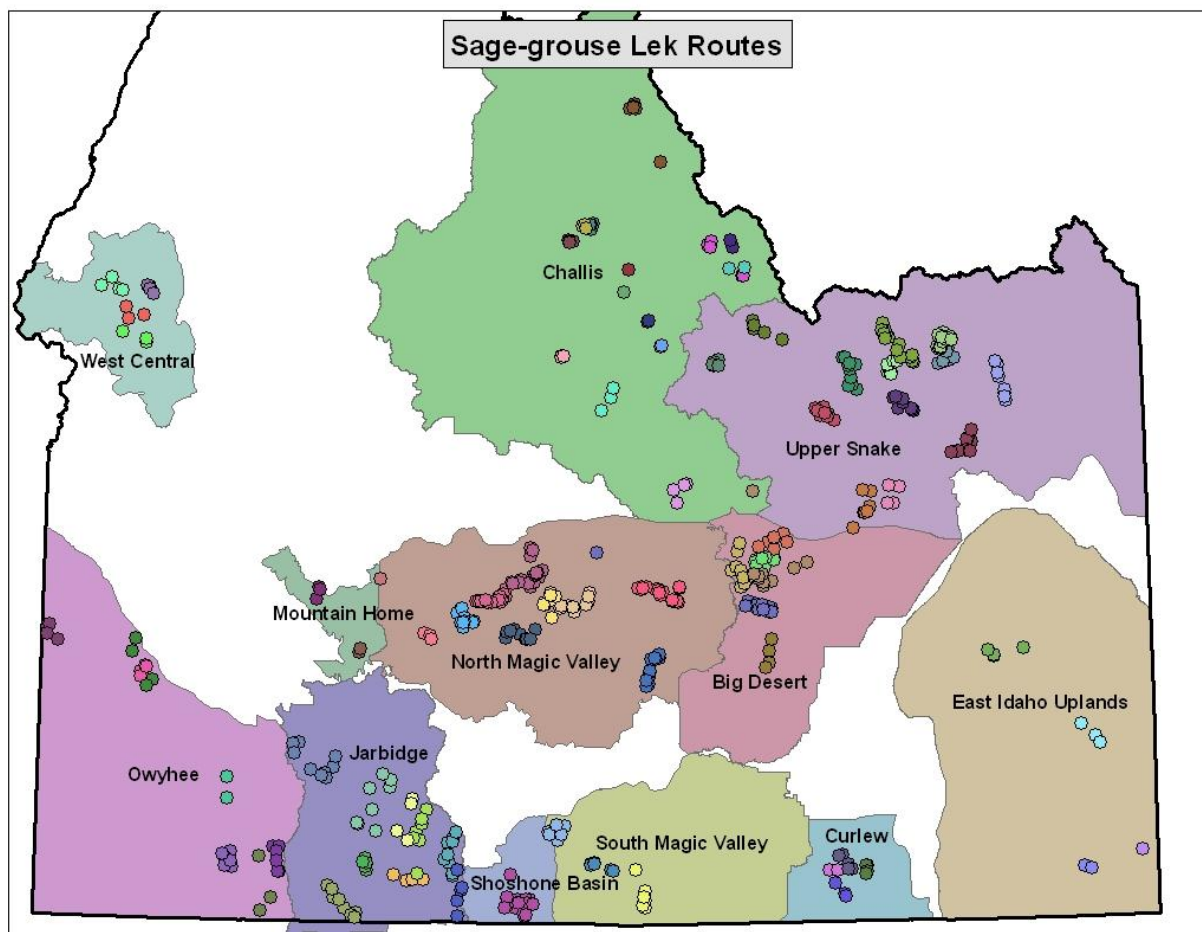 Sage-grouse Lek Routes
Challis
West Central
Upper Snake
Mountain Home
North Magic Valley
Big Desert
East Idaho Uplands
Owyhee
Jarbidge
South Magic Valley
Curlew
Shoshone Basin